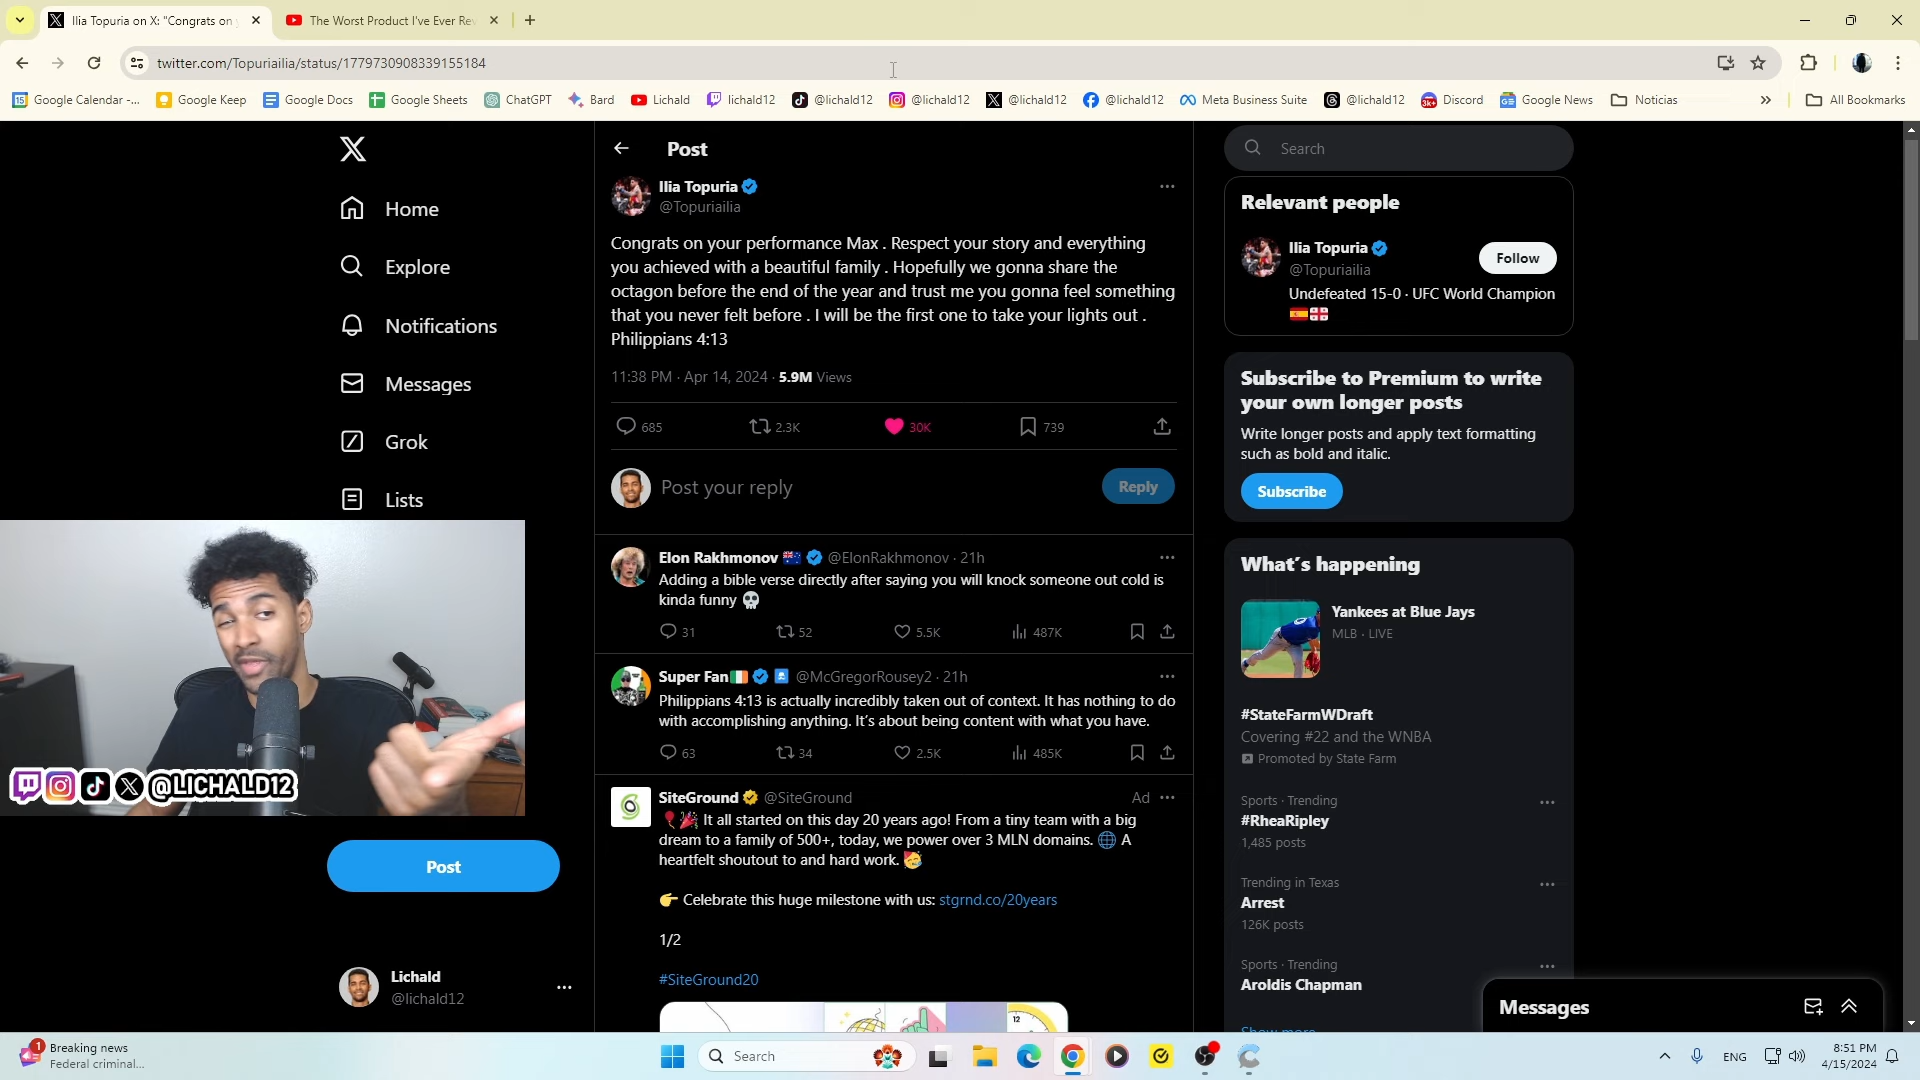 Ilia Topuria on X: "Congrats on
The Worst Product I've Ever Re
twitter.com/Topuriailia/status/1779730908339155184
Google Calendar -...
Google Keep
Google Docs
Google Sheets
ChatGPT
Bard
Lichald
lichald12
@lichald12
@lichald12
@lichald12
@lichald12
Meta Business Suite
@lichald12
Discord
Google News
Noticias
All Bookmarks
Home
Explore
Notifications
Messages
Grok
Lists
@LICHALD12
Post
Lichald
@lichald12
Post
Ilia Topuria
@Topuriailia
Congrats on your performance Max . Respect your story and everything
you achieved with a beautiful family . Hopefully we gonna share the
octagon before the end of the year and trust me you gonna feel something
that you never felt before . I will be the first one to take your lights out .
Philippians 4:13
11:38 PM · Apr 14, 2024 · 5.9M Views
685 2.3K 30K 739
Post your reply
Reply
Elon Rakhmonov @ElonRakhmonov · 21h
Adding a bible verse directly after saying you will knock someone out cold is
kinda funny
31 52 5.5K 487K
Super Fan @McGregorRousey2 · 21h
Philippians 4:13 is actually incredibly taken out of context. It has nothing to do
with accomplishing anything. It's about being content with what you have.
63 34 2.5K 485K
SiteGround @SiteGround Ad
It all started on this day 20 years ago! From a tiny team with a big
dream to a family of 500+, today, we power over 3 MLN domains. A
heartfelt shoutout to and hard work.
Celebrate this huge milestone with us: stgrnd.co/20years
1/2
#SiteGround20
12
Search
Relevant people
Ilia Topuria
@Topuriailia
Follow
Undefeated 15-0 · UFC World Champion
Subscribe to Premium to write
your own longer posts
Write longer posts and apply text formatting
such as bold and italic.
Subscribe
What's happening
Yankees at Blue Jays
MLB · LIVE
#StateFarmWDraft
Covering #22 and the WNBA
Promoted by State Farm
Sports · Trending
#RheaRipley
1,485 posts
Trending in Texas
Arrest
126K posts
Sports · Trending
Aroldis Chapman
Show more
Messages
1
Breaking news
Federal criminal...
Search
ENG
8:51 PM
4/15/2024